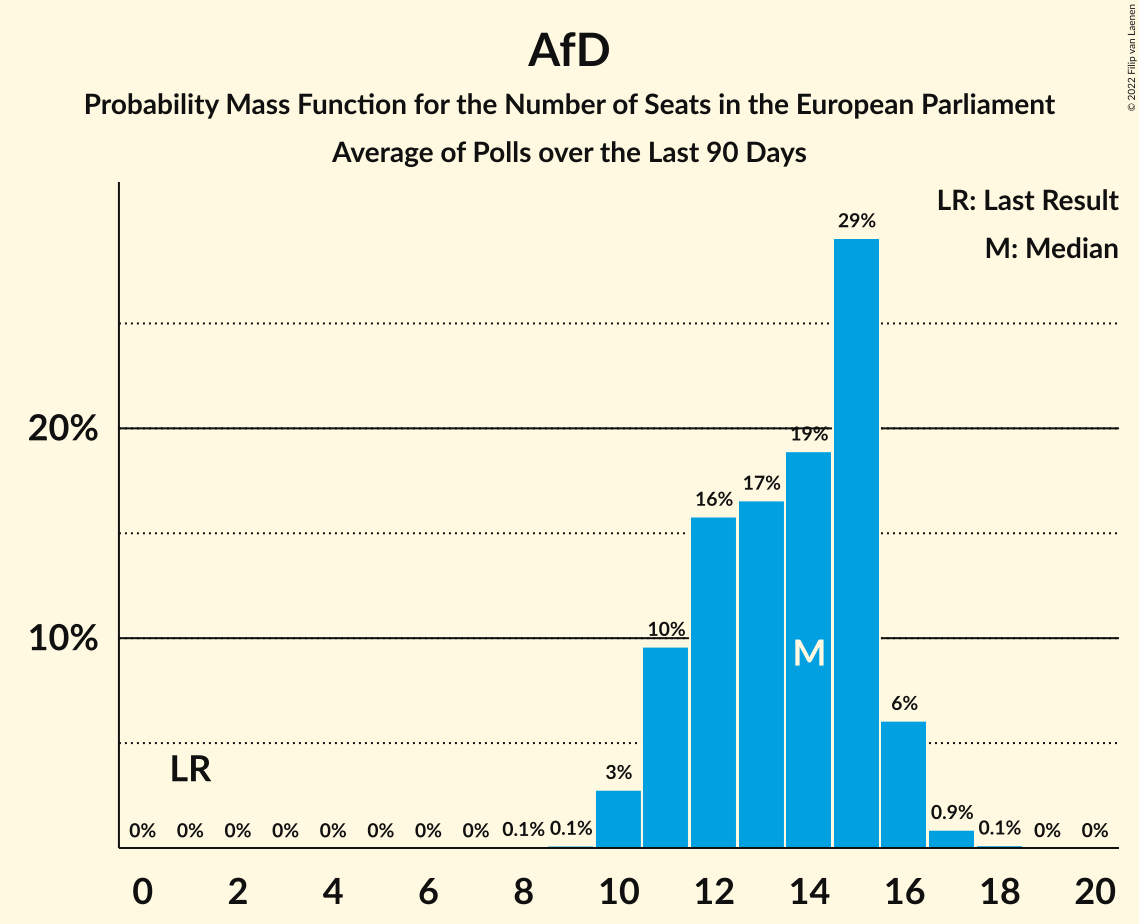 AfD
Probability Mass Function for the Number of Seats in the European Parliament
Average of Polls over the Last 90 Days
© 2022 Filip van Laenen
LR: Last Result
M: Median
29%
20%
19%
17%
16%
10%
10%
M
6%
LR
3%
0% 0% 0% 0% 0% 0% 0% 0% 0.1% 0.1% 0.9% 0.1% 0% 0%
0 2 4 6 8 10 12 14 16 18 20